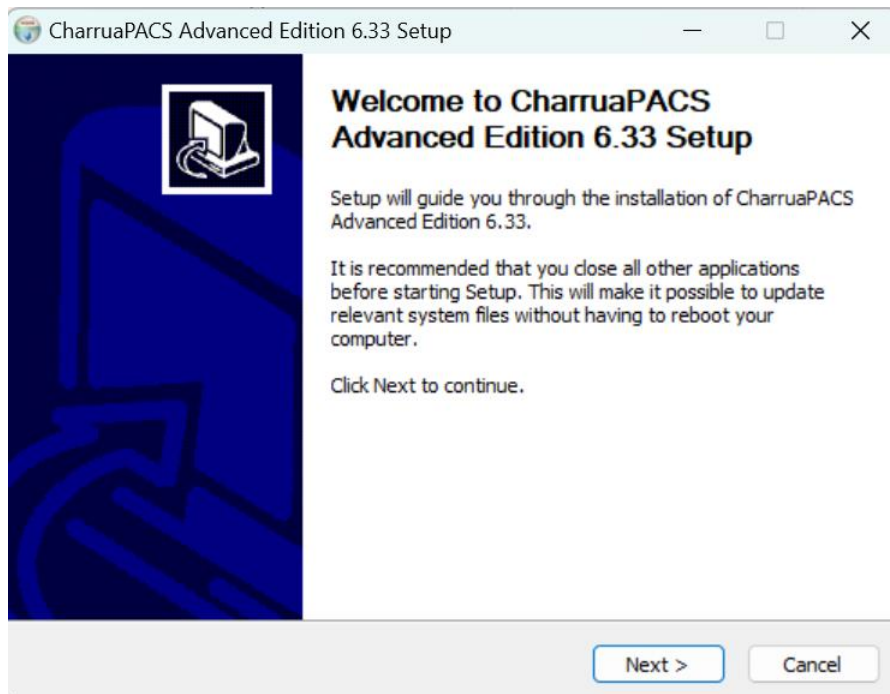 CharruaPACS Advanced Edition 6.33 Setup
Welcome to CharruaPACS
Advanced Edition 6.33 Setup
Setup will guide you through the installation of CharruaPACS
Advanced Edition 6.33.
It is recommended that you close all other applications
before starting Setup. This will make it possible to update
relevant system files without having to reboot your
computer.
Click Next to continue.
Next >
Cancel